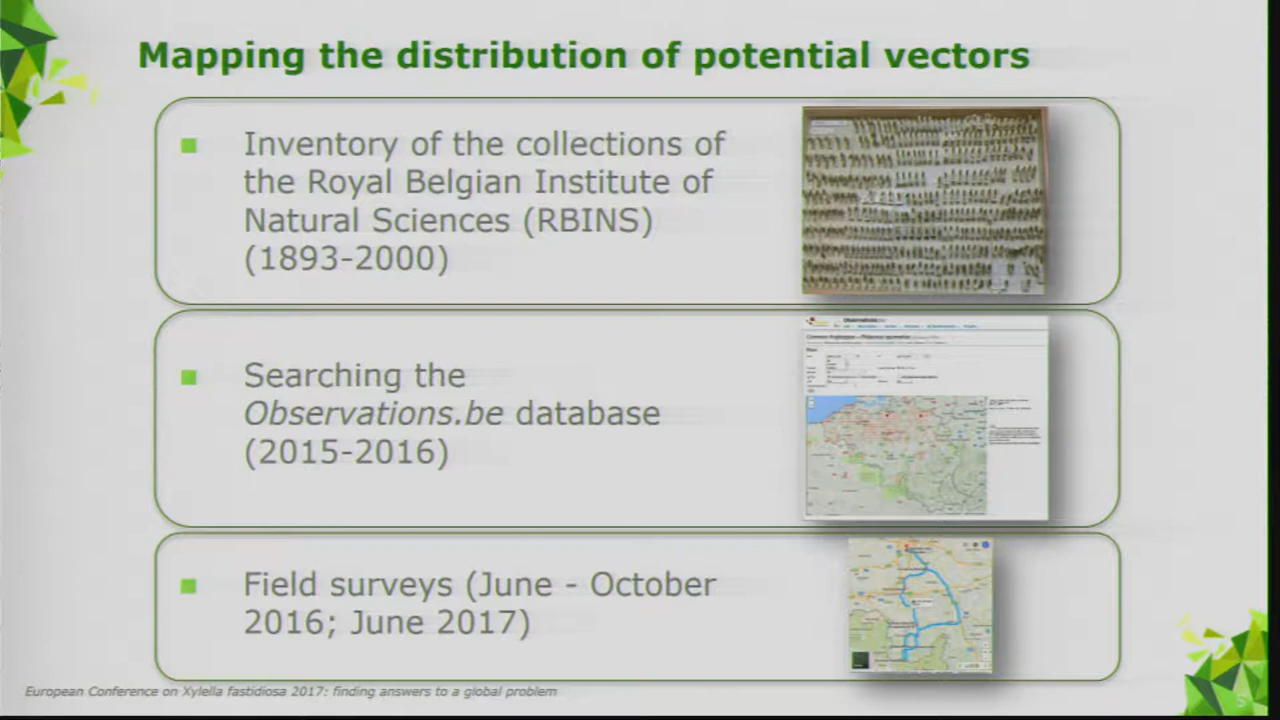 Mapping the distribution of potential vectors
Inventory of the collections of
the Royal Belgian Institute of
Natural Sciences (RBINS)
(1893-2000)
Searching the
Observations.be database
(2015-2016)
Field surveys (June - October
2016; June 2017)
European Conference on Xylella fastidiosa 2017: finding answers to a global problem
5